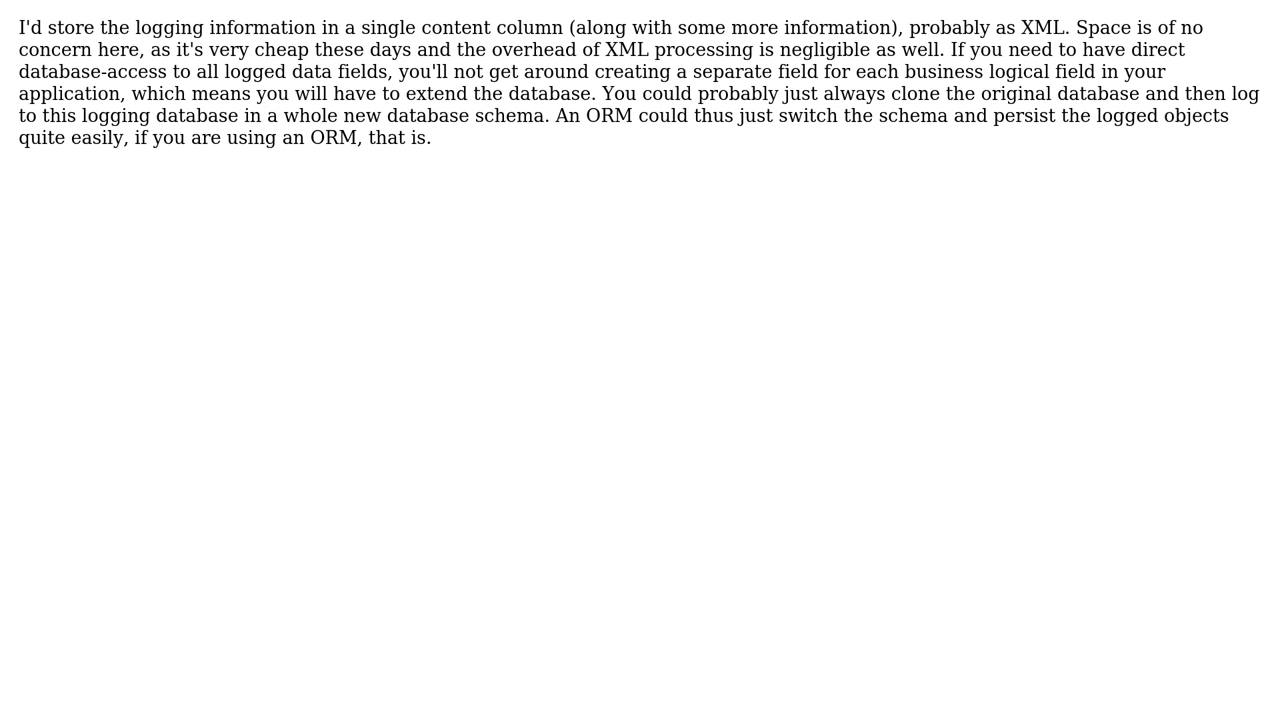 I'd store the logging information in a single content column (along with some more information), probably as XML. Space is of no
concern here, as it's very cheap these days and the overhead of XML processing is negligible as well. If you need to have direct
database-access to all logged data fields, you'll not get around creating a separate field for each business logical field in your
application, which means you will have to extend the database. You could probably just always clone the original database and then log
to this logging database in a whole new database schema. An ORM could thus just switch the schema and persist the logged objects
quite easily, if you are using an ORM, that is.